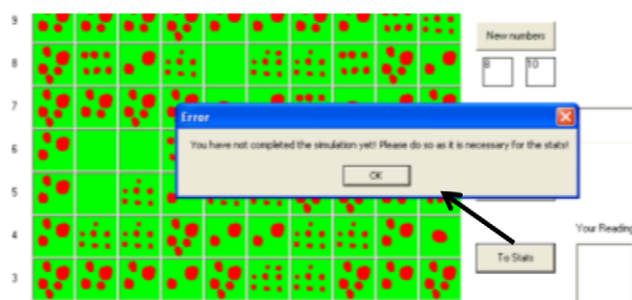 9
New numbers
8
8 10
7
Error
You have not completed the simulation yet! Please do so as it is necessary for the stats!
6
OK
5
4
Your Reading
To Stats
3